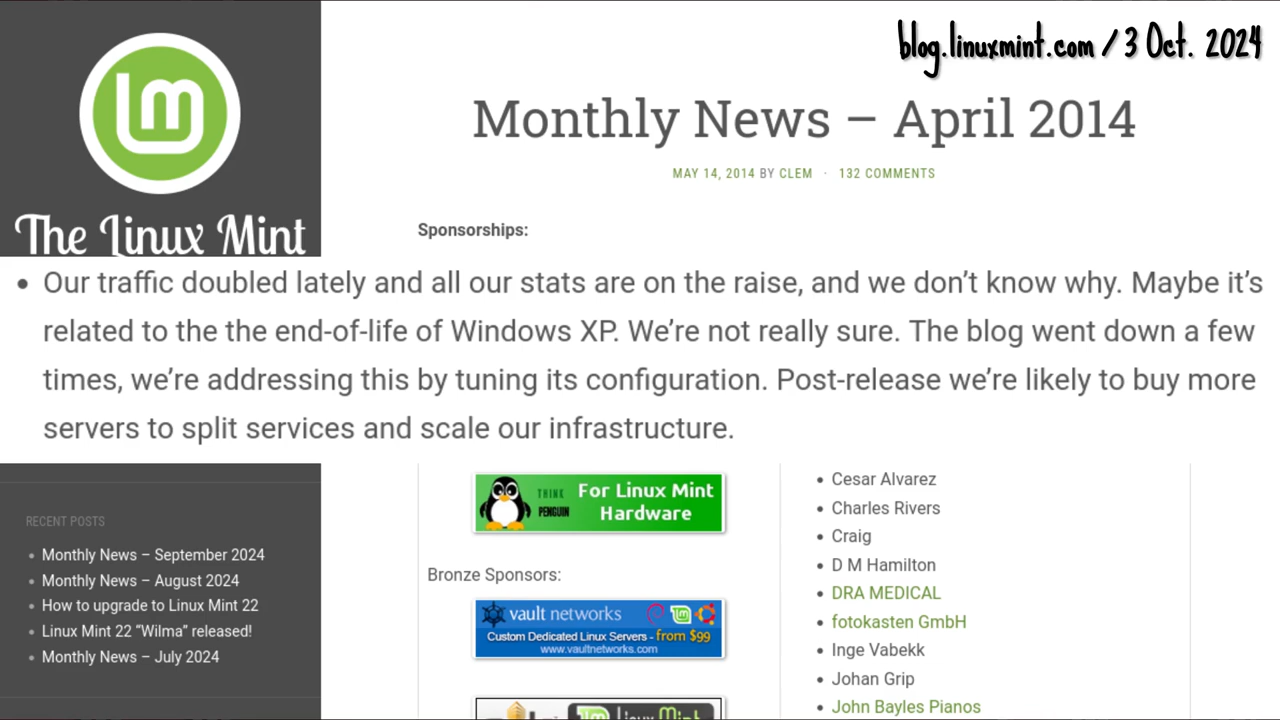 blog.linuxmint.com / 3 Oct. 2024
lm
The Linux Mint
Monthly News – April 2014
MAY 14, 2014 BY CLEM · 132 COMMENTS
Sponsorships:
• Our traffic doubled lately and all our stats are on the raise, and we don’t know why. Maybe it’s
related to the the end-of-life of Windows XP. We’re not really sure. The blog went down a few
times, we’re addressing this by tuning its configuration. Post-release we’re likely to buy more
servers to split services and scale our infrastructure.
RECENT POSTS
• Monthly News – September 2024
• Monthly News – August 2024
• How to upgrade to Linux Mint 22
• Linux Mint 22 “Wilma” released!
• Monthly News – July 2024
THINK
PENGUIN
For Linux Mint
Hardware
Bronze Sponsors:
vault networks
Custom Dedicated Linux Servers - from $99
www.vaultnetworks.com
Linux Mint
• Cesar Alvarez
• Charles Rivers
• Craig
• D M Hamilton
• DRA MEDICAL
• fotokasten GmbH
• Inge Vabekk
• Johan Grip
• John Bayles Pianos